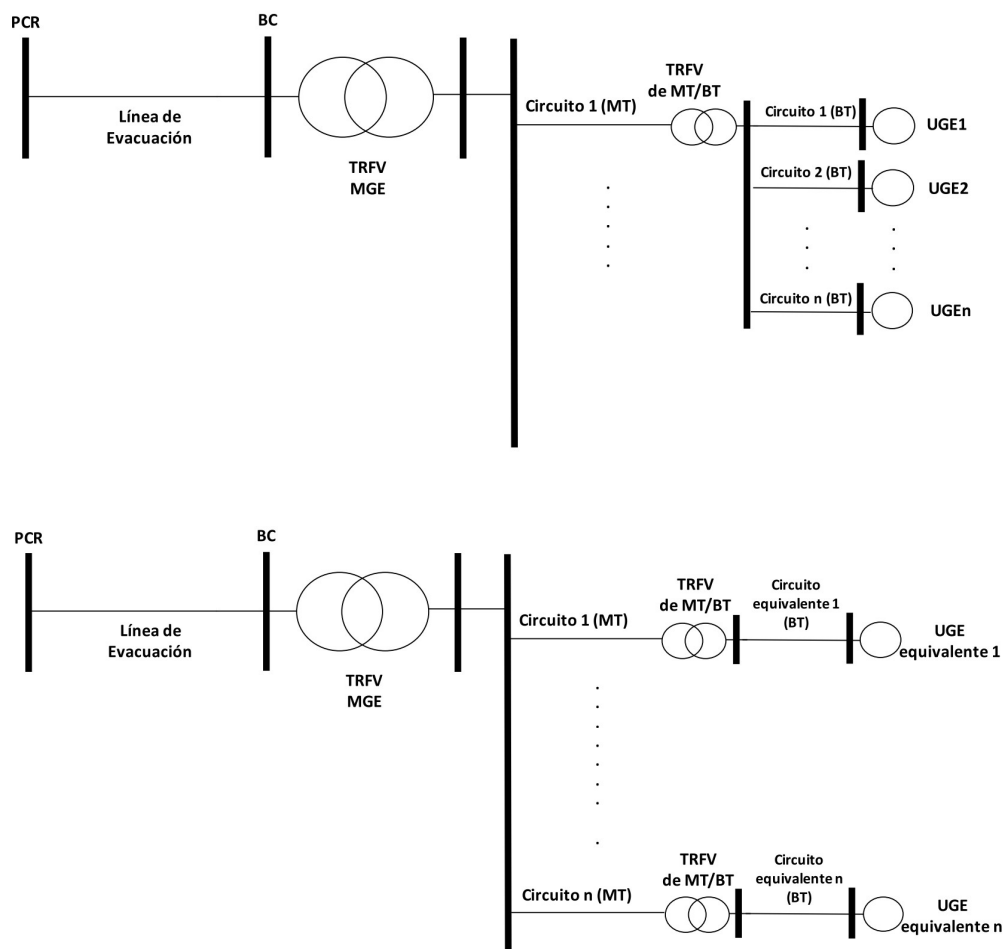 PCR
BC
Línea de
Evacuación
TRFV
MGE
Circuito 1 (MT)
TRFV
de MT/BT
Circuito 1 (BT)
UGE1
Circuito 2 (BT)
UGE2
Circuito n (BT)
UGEn
PCR
BC
Línea de
Evacuación
TRFV
MGE
Circuito 1 (MT)
TRFV
de MT/BT
Circuito
equivalente 1
(BT)
UGE
equivalente 1
Circuito n (MT)
TRFV
de MT/BT
Circuito
equivalente n
(BT)
UGE
equivalente n